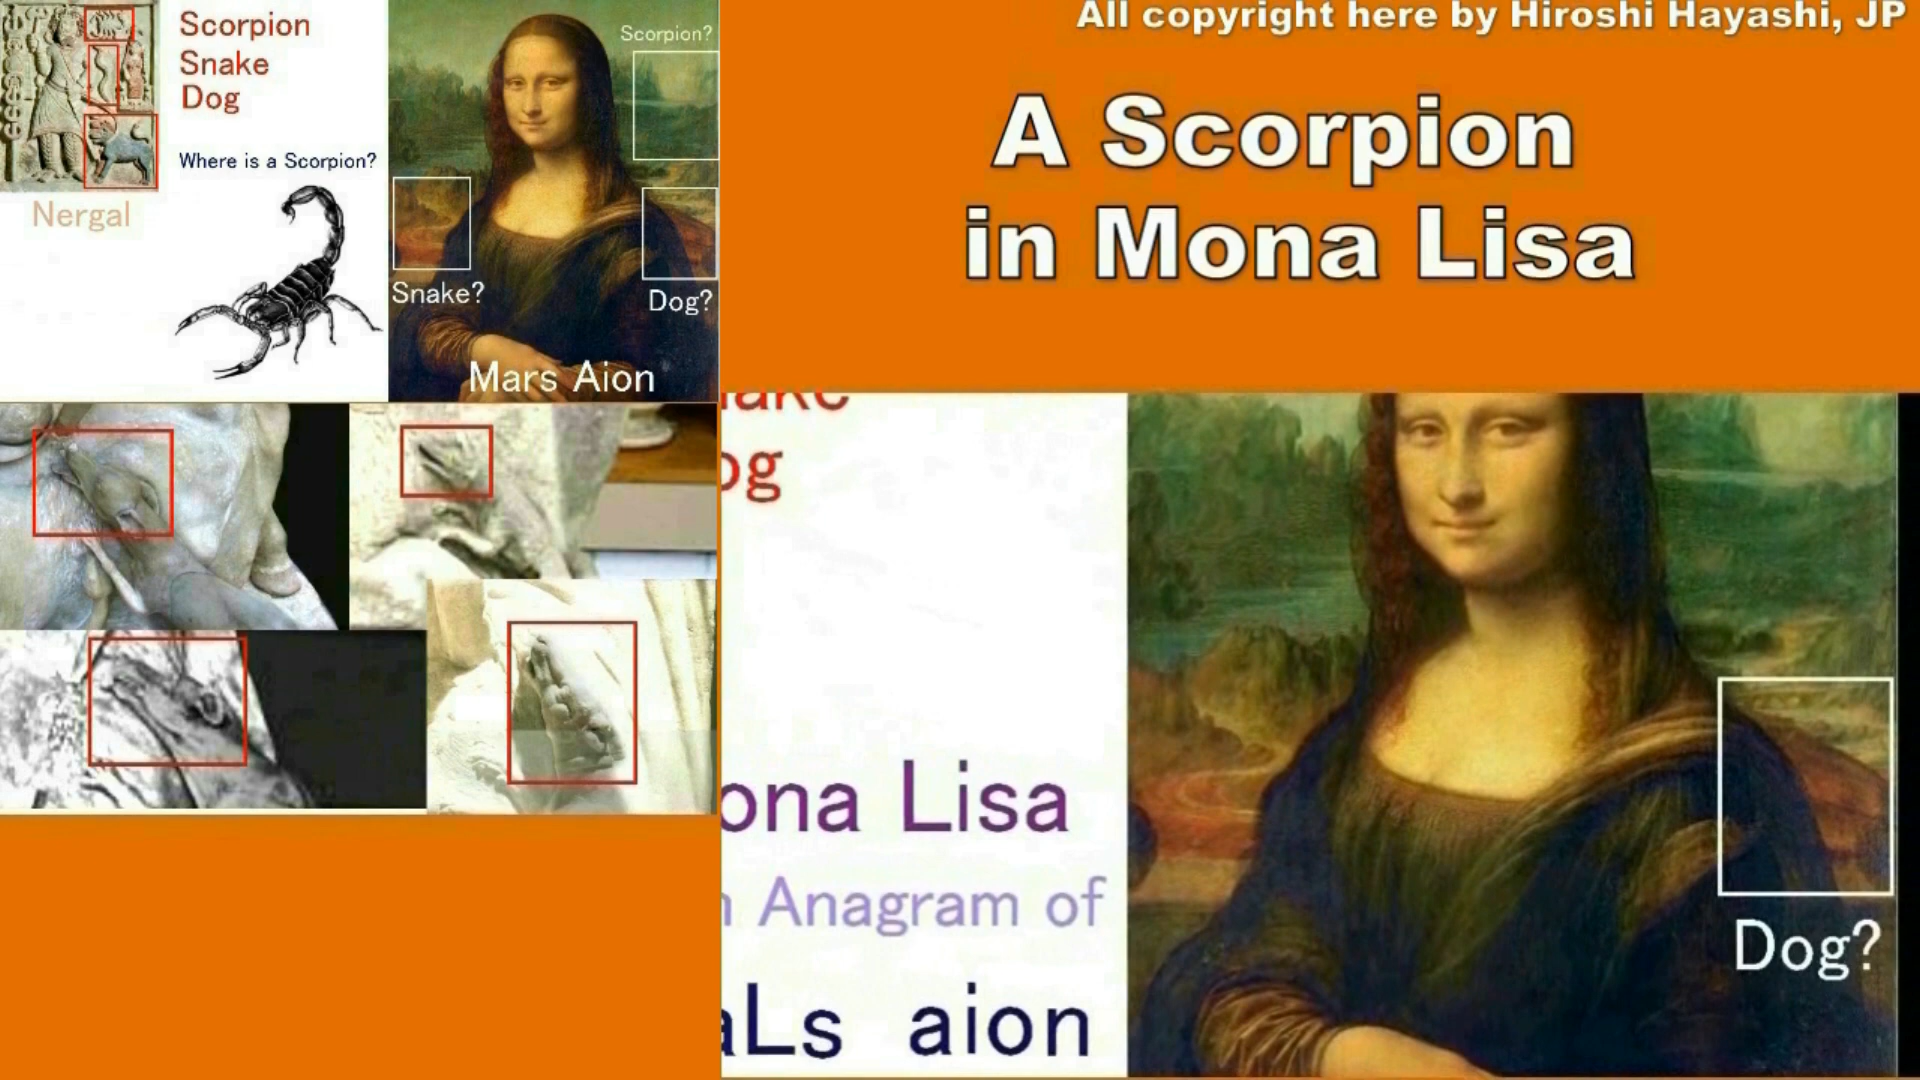 Scorpion
Snake
Dog
Where is a Scorpion?
Nergal
Scorpion?
Snake?
Dog?
Mars Aion
All copyright here by Hiroshi Hayashi, JP
A Scorpion
in Mona Lisa
ake
og
ona Lisa
n Anagram of
aLs aion
Dog?